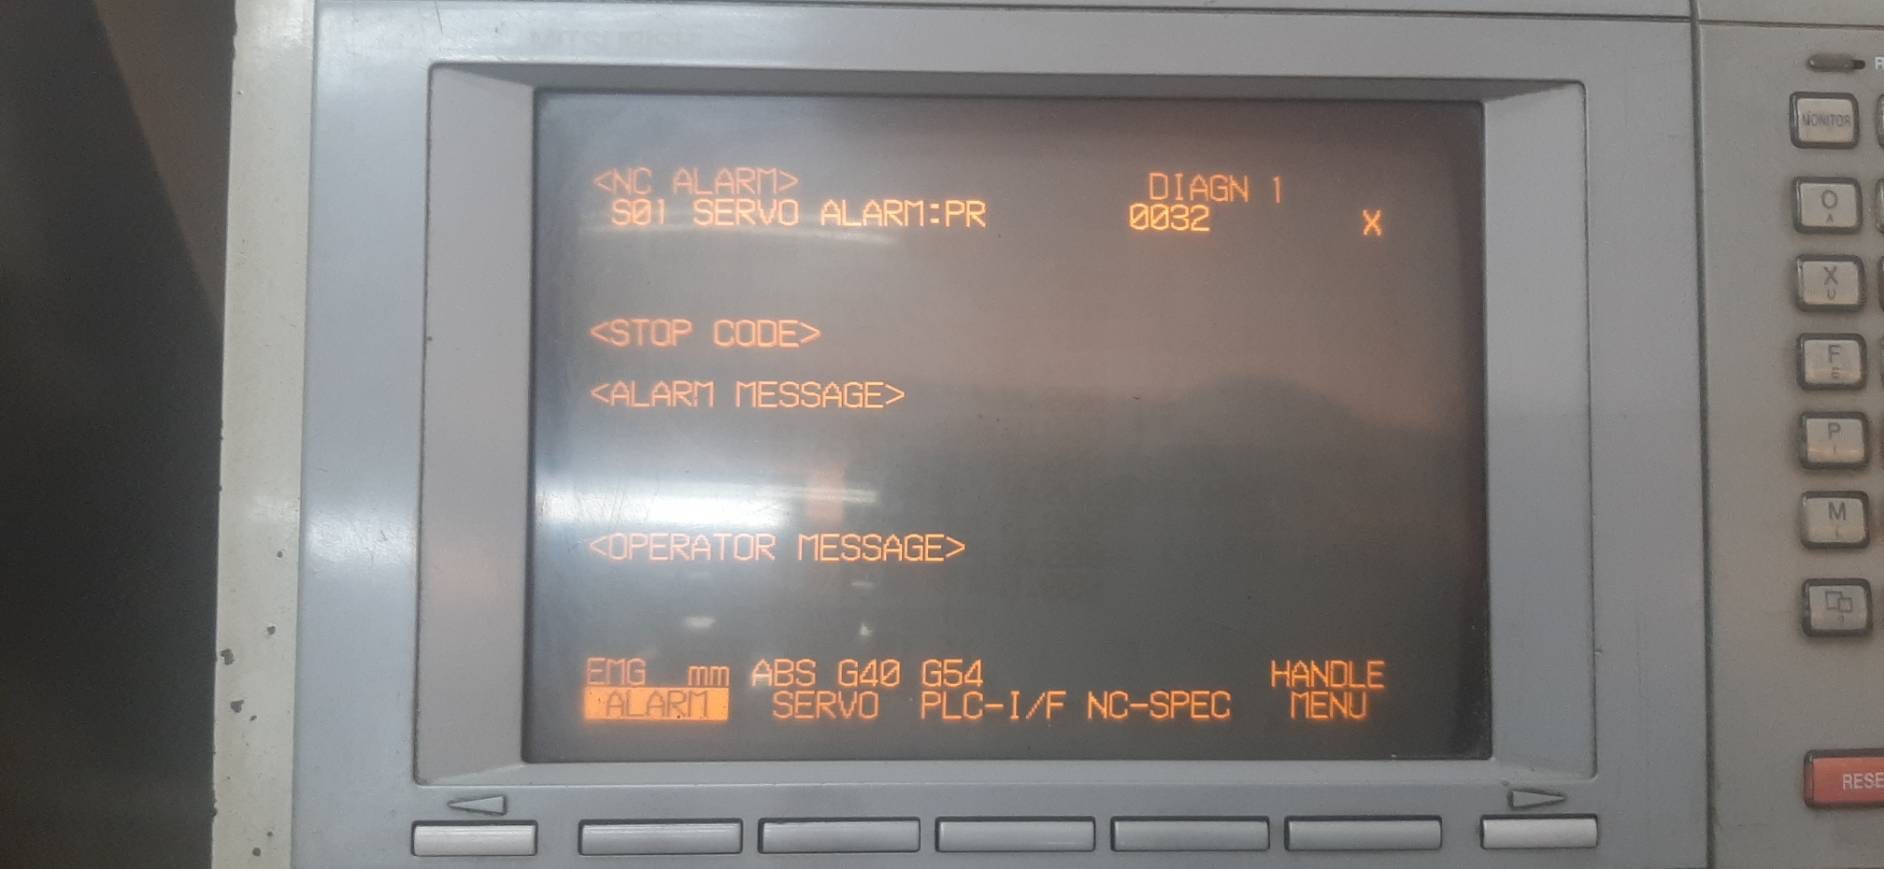 MITSUBISHI
<NC ALARM> DIAGN 1
S01 SERVO ALARM:PR 0032 X
<STOP CODE>
<ALARM MESSAGE>
<OPERATOR MESSAGE>
EMG mm ABS G40 G54 HANDLE
ALARM SERVO PLC-I/F NC-SPEC MENU
MONITOR
O A
X U
F E
P I
M
RESE